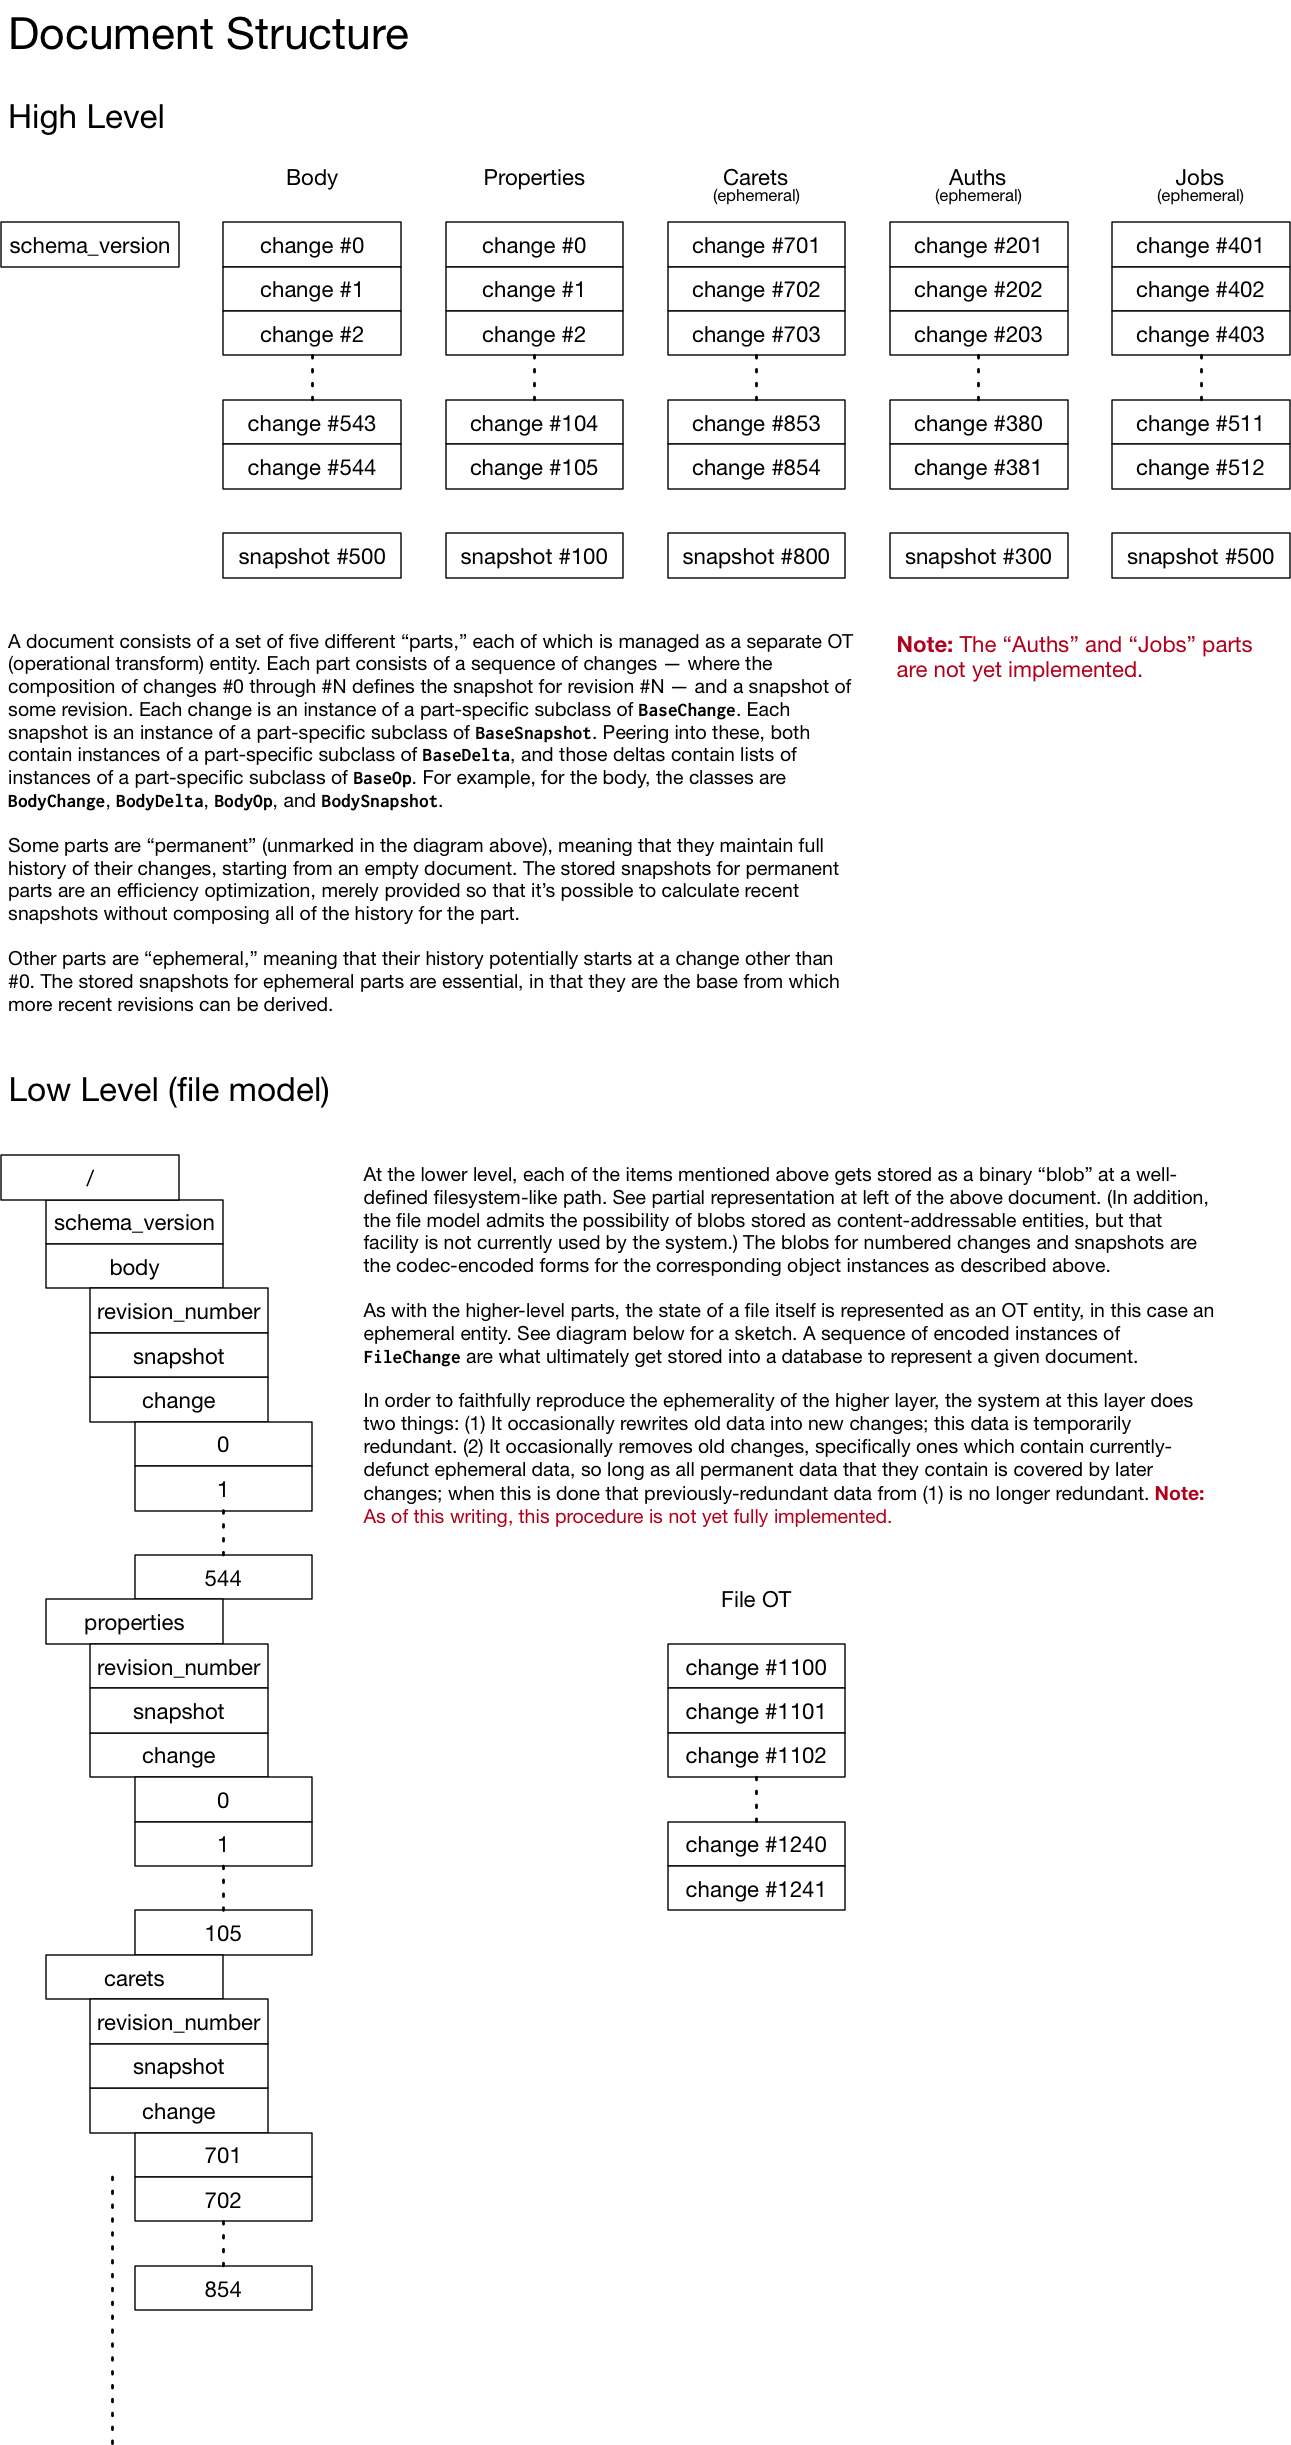 Document Structure
High Level
Body
Properties
Carets
(ephemeral)
Auths
(ephemeral)
Jobs
(ephemeral)
schema_version
change #0
change #1
change #2
change #543
change #544
snapshot #500
change #0
change #1
change #2
change #104
change #105
snapshot #100
change #701
change #702
change #703
change #853
change #854
snapshot #800
change #201
change #202
change #203
change #380
change #381
snapshot #300
change #401
change #402
change #403
change #511
change #512
snapshot #500
A document consists of a set of five different “parts,” each of which is managed as a separate OT
(operational transform) entity. Each part consists of a sequence of changes — where the
composition of changes #0 through #N defines the snapshot for revision #N — and a snapshot of
some revision. Each change is an instance of a part-specific subclass of BaseChange. Each
snapshot is an instance of a part-specific subclass of BaseSnapshot. Peering into these, both
contain instances of a part-specific subclass of BaseDelta, and those deltas contain lists of
instances of a part-specific subclass of BaseOp. For example, for the body, the classes are
BodyChange, BodyDelta, BodyOp, and BodySnapshot.
Some parts are “permanent” (unmarked in the diagram above), meaning that they maintain full
history of their changes, starting from an empty document. The stored snapshots for permanent
parts are an efficiency optimization, merely provided so that it’s possible to calculate recent
snapshots without composing all of the history for the part.
Other parts are “ephemeral,” meaning that their history potentially starts at a change other than
#0. The stored snapshots for ephemeral parts are essential, in that they are the base from which
more recent revisions can be derived.
Note: The “Auths” and “Jobs” parts
are not yet implemented.
Low Level (file model)
/
schema_version
body
revision_number
snapshot
change
0
1
544
properties
revision_number
snapshot
change
0
1
105
carets
revision_number
snapshot
change
701
702
854
At the lower level, each of the items mentioned above gets stored as a binary “blob” at a well-
defined filesystem-like path. See partial representation at left of the above document. (In addition,
the file model admits the possibility of blobs stored as content-addressable entities, but that
facility is not currently used by the system.) The blobs for numbered changes and snapshots are
the codec-encoded forms for the corresponding object instances as described above.
As with the higher-level parts, the state of a file itself is represented as an OT entity, in this case an
ephemeral entity. See diagram below for a sketch. A sequence of encoded instances of
FileChange are what ultimately get stored into a database to represent a given document.
In order to faithfully reproduce the ephemerality of the higher layer, the system at this layer does
two things: (1) It occasionally rewrites old data into new changes; this data is temporarily
redundant. (2) It occasionally removes old changes, specifically ones which contain currently-
defunct ephemeral data, so long as all permanent data that they contain is covered by later
changes; when this is done that previously-redundant data from (1) is no longer redundant. Note:
As of this writing, this procedure is not yet fully implemented.
File OT
change #1100
change #1101
change #1102
change #1240
change #1241